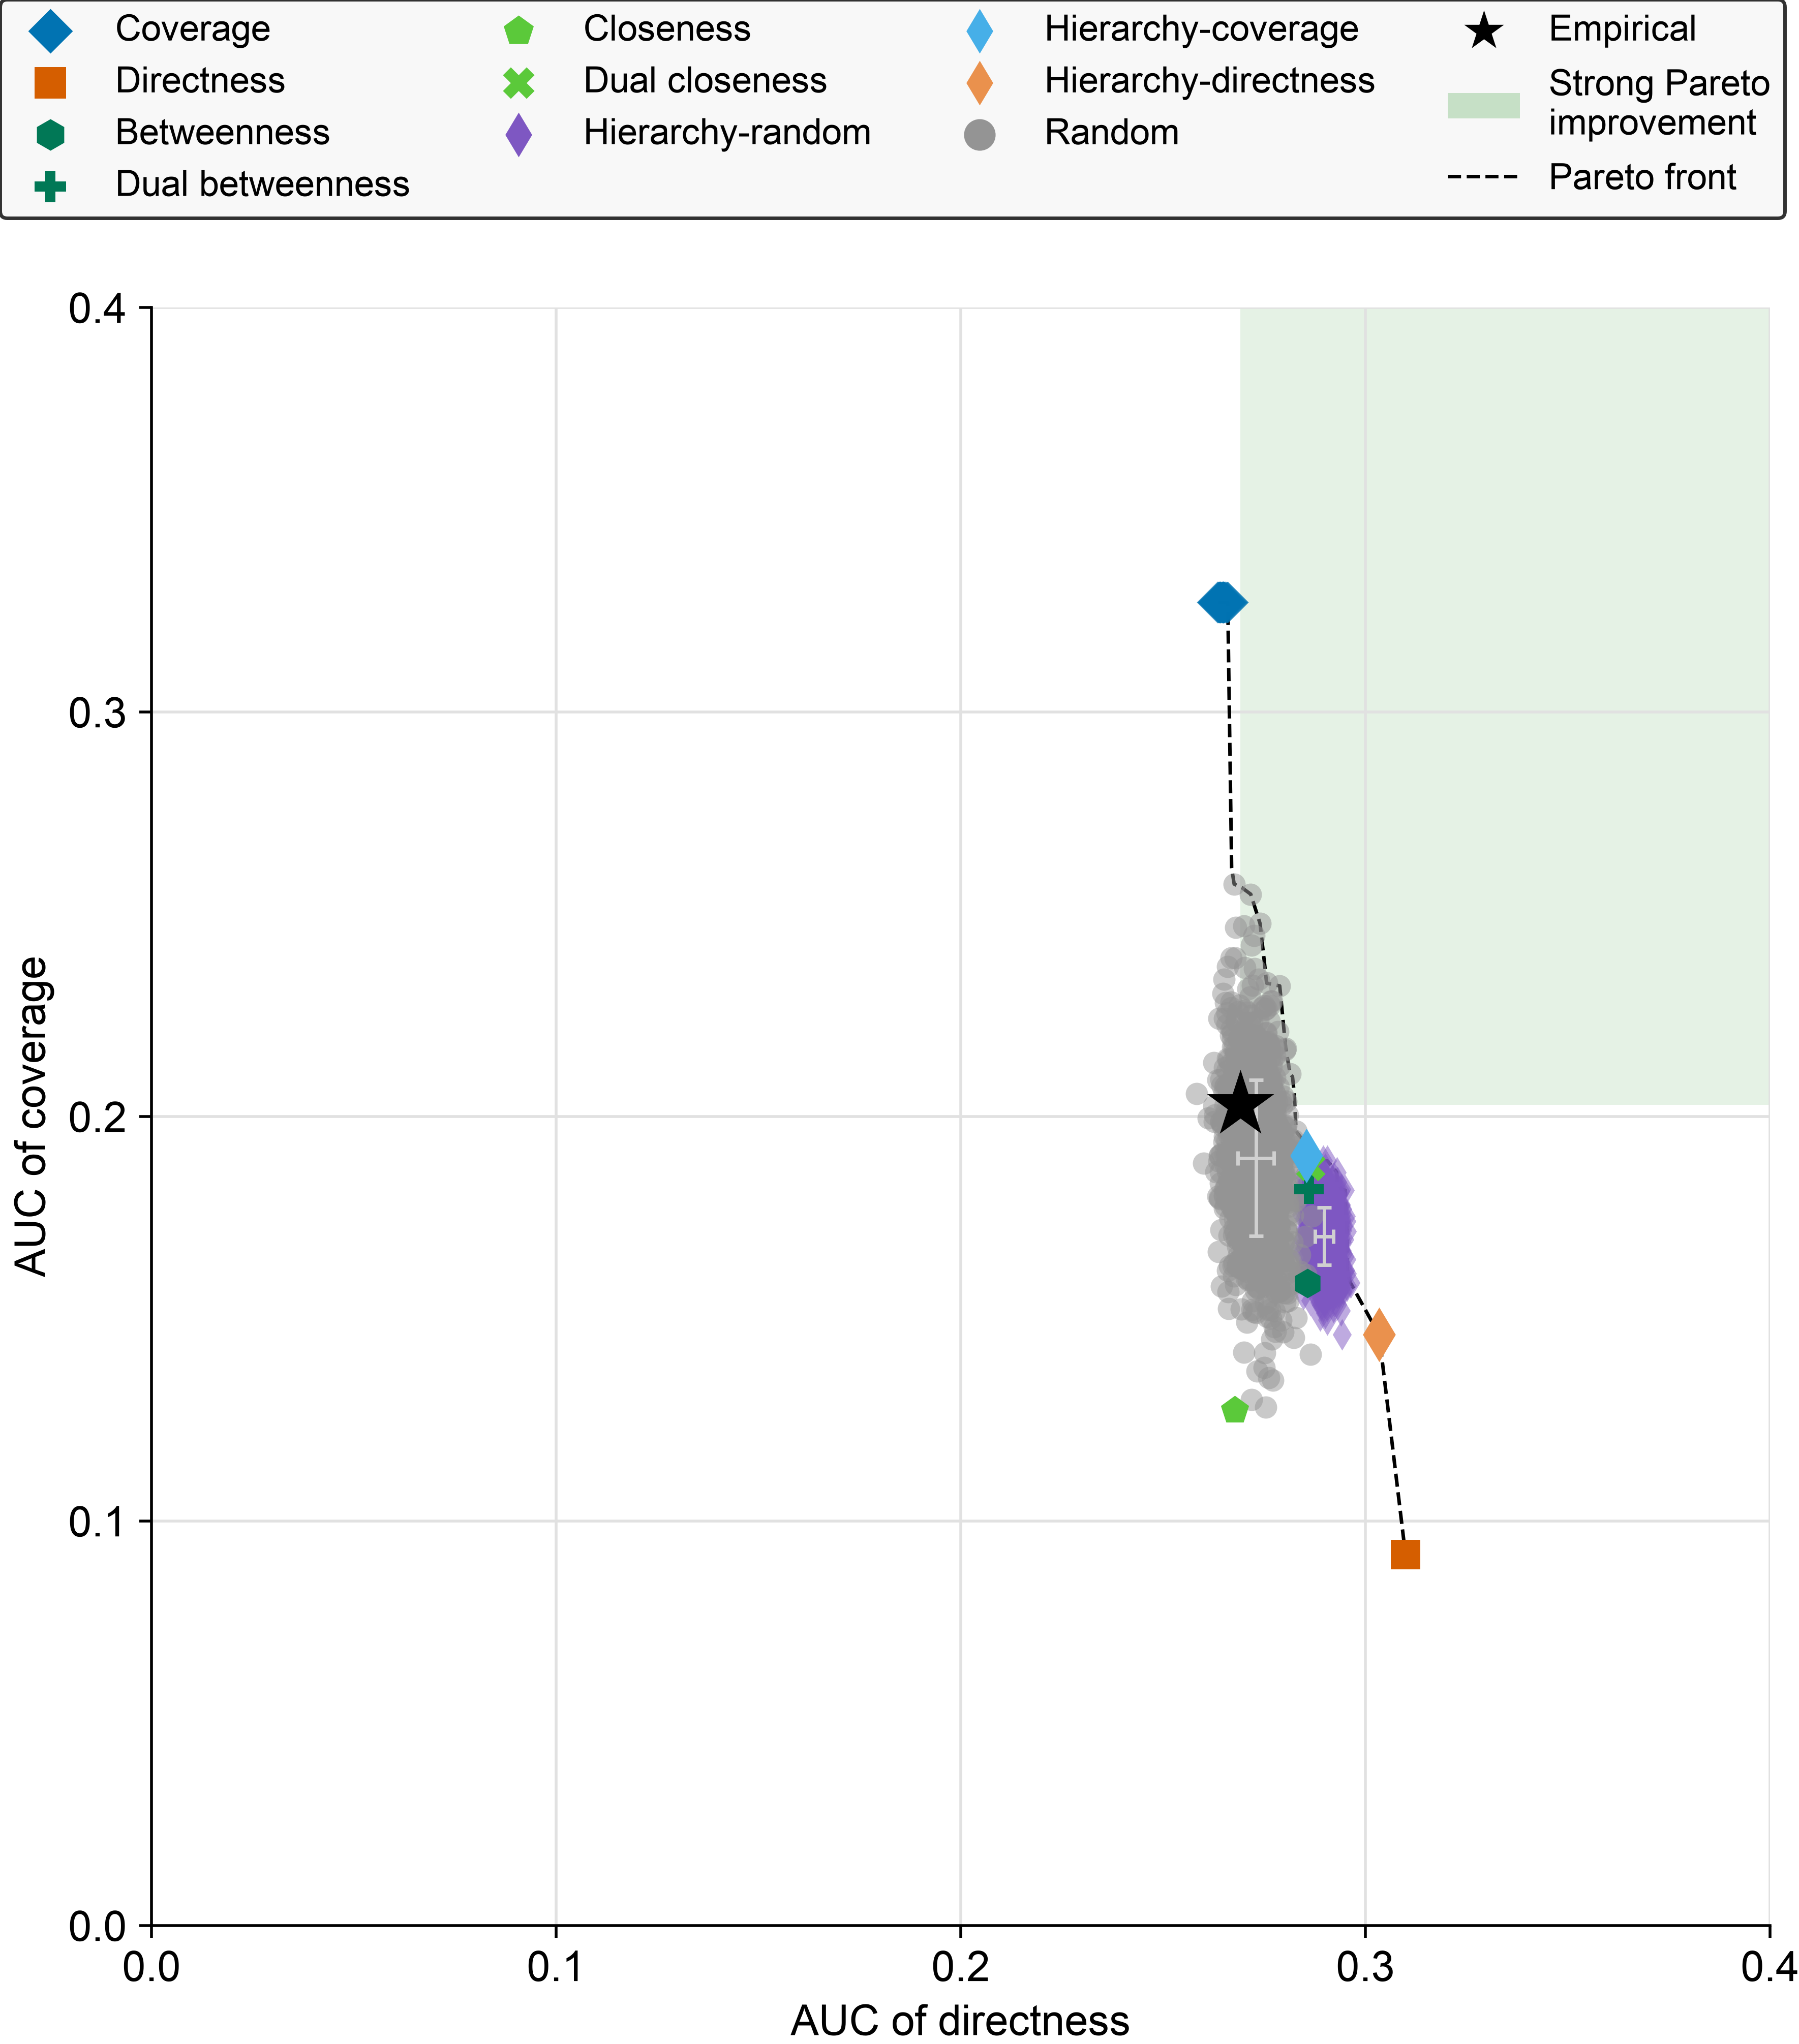 Coverage
Directness
Betweenness
Dual betweenness
Closeness
Dual closeness
Hierarchy-random
Hierarchy-coverage
Hierarchy-directness
Random
Empirical
Strong Pareto
improvement
Pareto front
0.4
0.3
0.2
0.1
0.0
AUC of coverage
0.0
0.1
0.2
0.3
0.4
AUC of directness